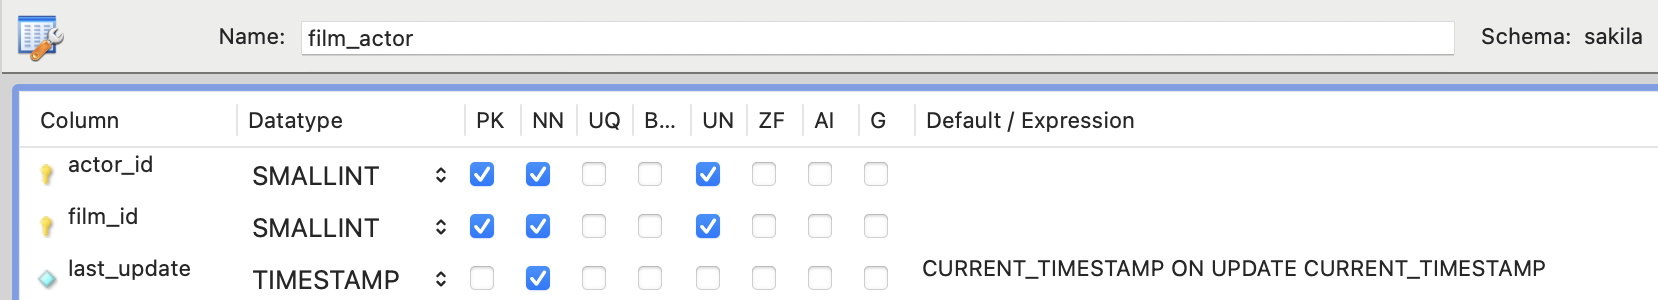 Name: film_actor Schema: sakila
Column Datatype PK NN UQ B... UN ZF AI G Default / Expression
actor_id SMALLINT
film_id SMALLINT
last_update TIMESTAMP CURRENT_TIMESTAMP ON UPDATE CURRENT_TIMESTAMP